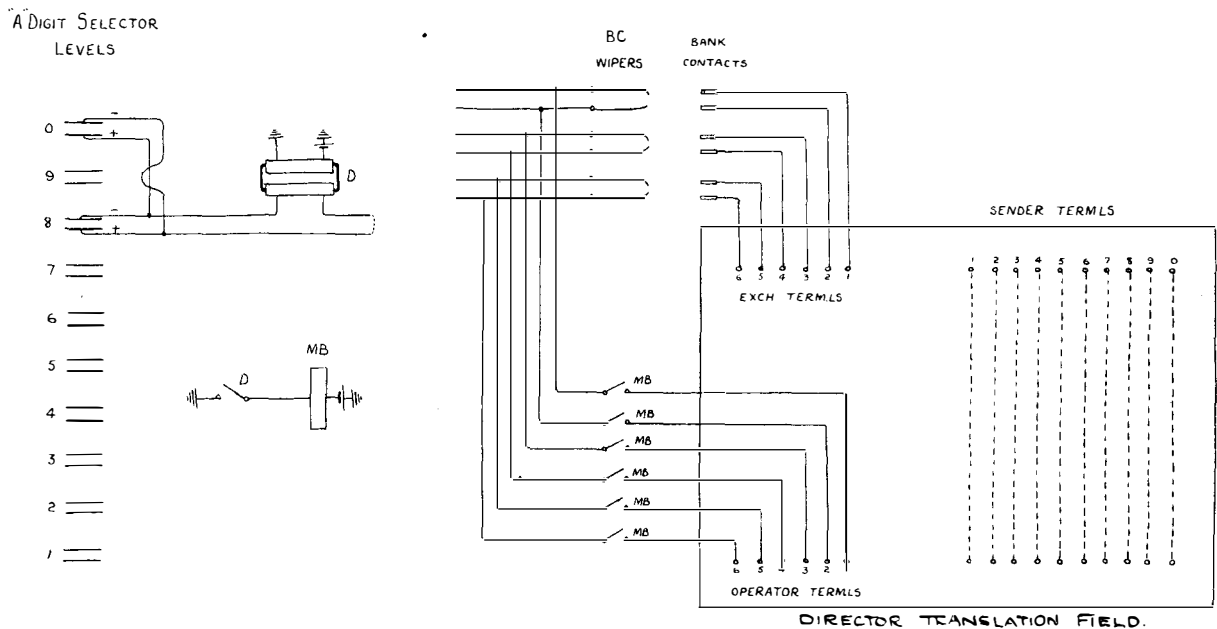 "A" DIGIT SELECTOR
LEVELS
0
-
+
9
8
-
+
7
6
5
4
3
2
1
D
D
MB
BC
WIPERS
BANK
CONTACTS
6 5 4 3 2 1
EXCH TERMLS
SENDER TERMLS
1 2 3 4 5 6 7 8 9 0
MB
MB
MB
MB
MB
MB
6 5 4 3 2 1
OPERATOR TERMLS
DIRECTOR TRANSLATION FIELD.